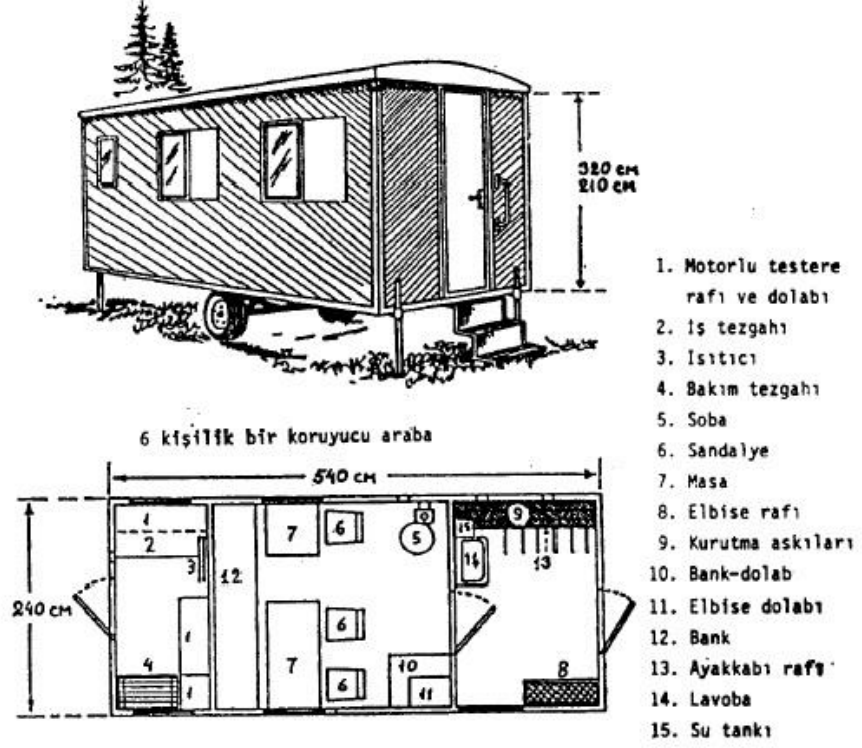 320 CM
210 CM
6 kişilik bir koruyucu araba
540 CM
240 CM
1
2
3
1
4
1
12
7
7
6
6
6
5
10
11
15
14
9
13
8
1. Motorlu testere
rafı ve dolabı
2. İş tezgahı
3. Isıtıcı
4. Bakım tezgahı
5. Soba
6. Sandalye
7. Masa
8. Elbise rafı
9. Kurutma askıları
10. Bank-dolab
11. Elbise dolabı
12. Bank
13. Ayakkabı rafı
14. Lavoba
15. Su tankı